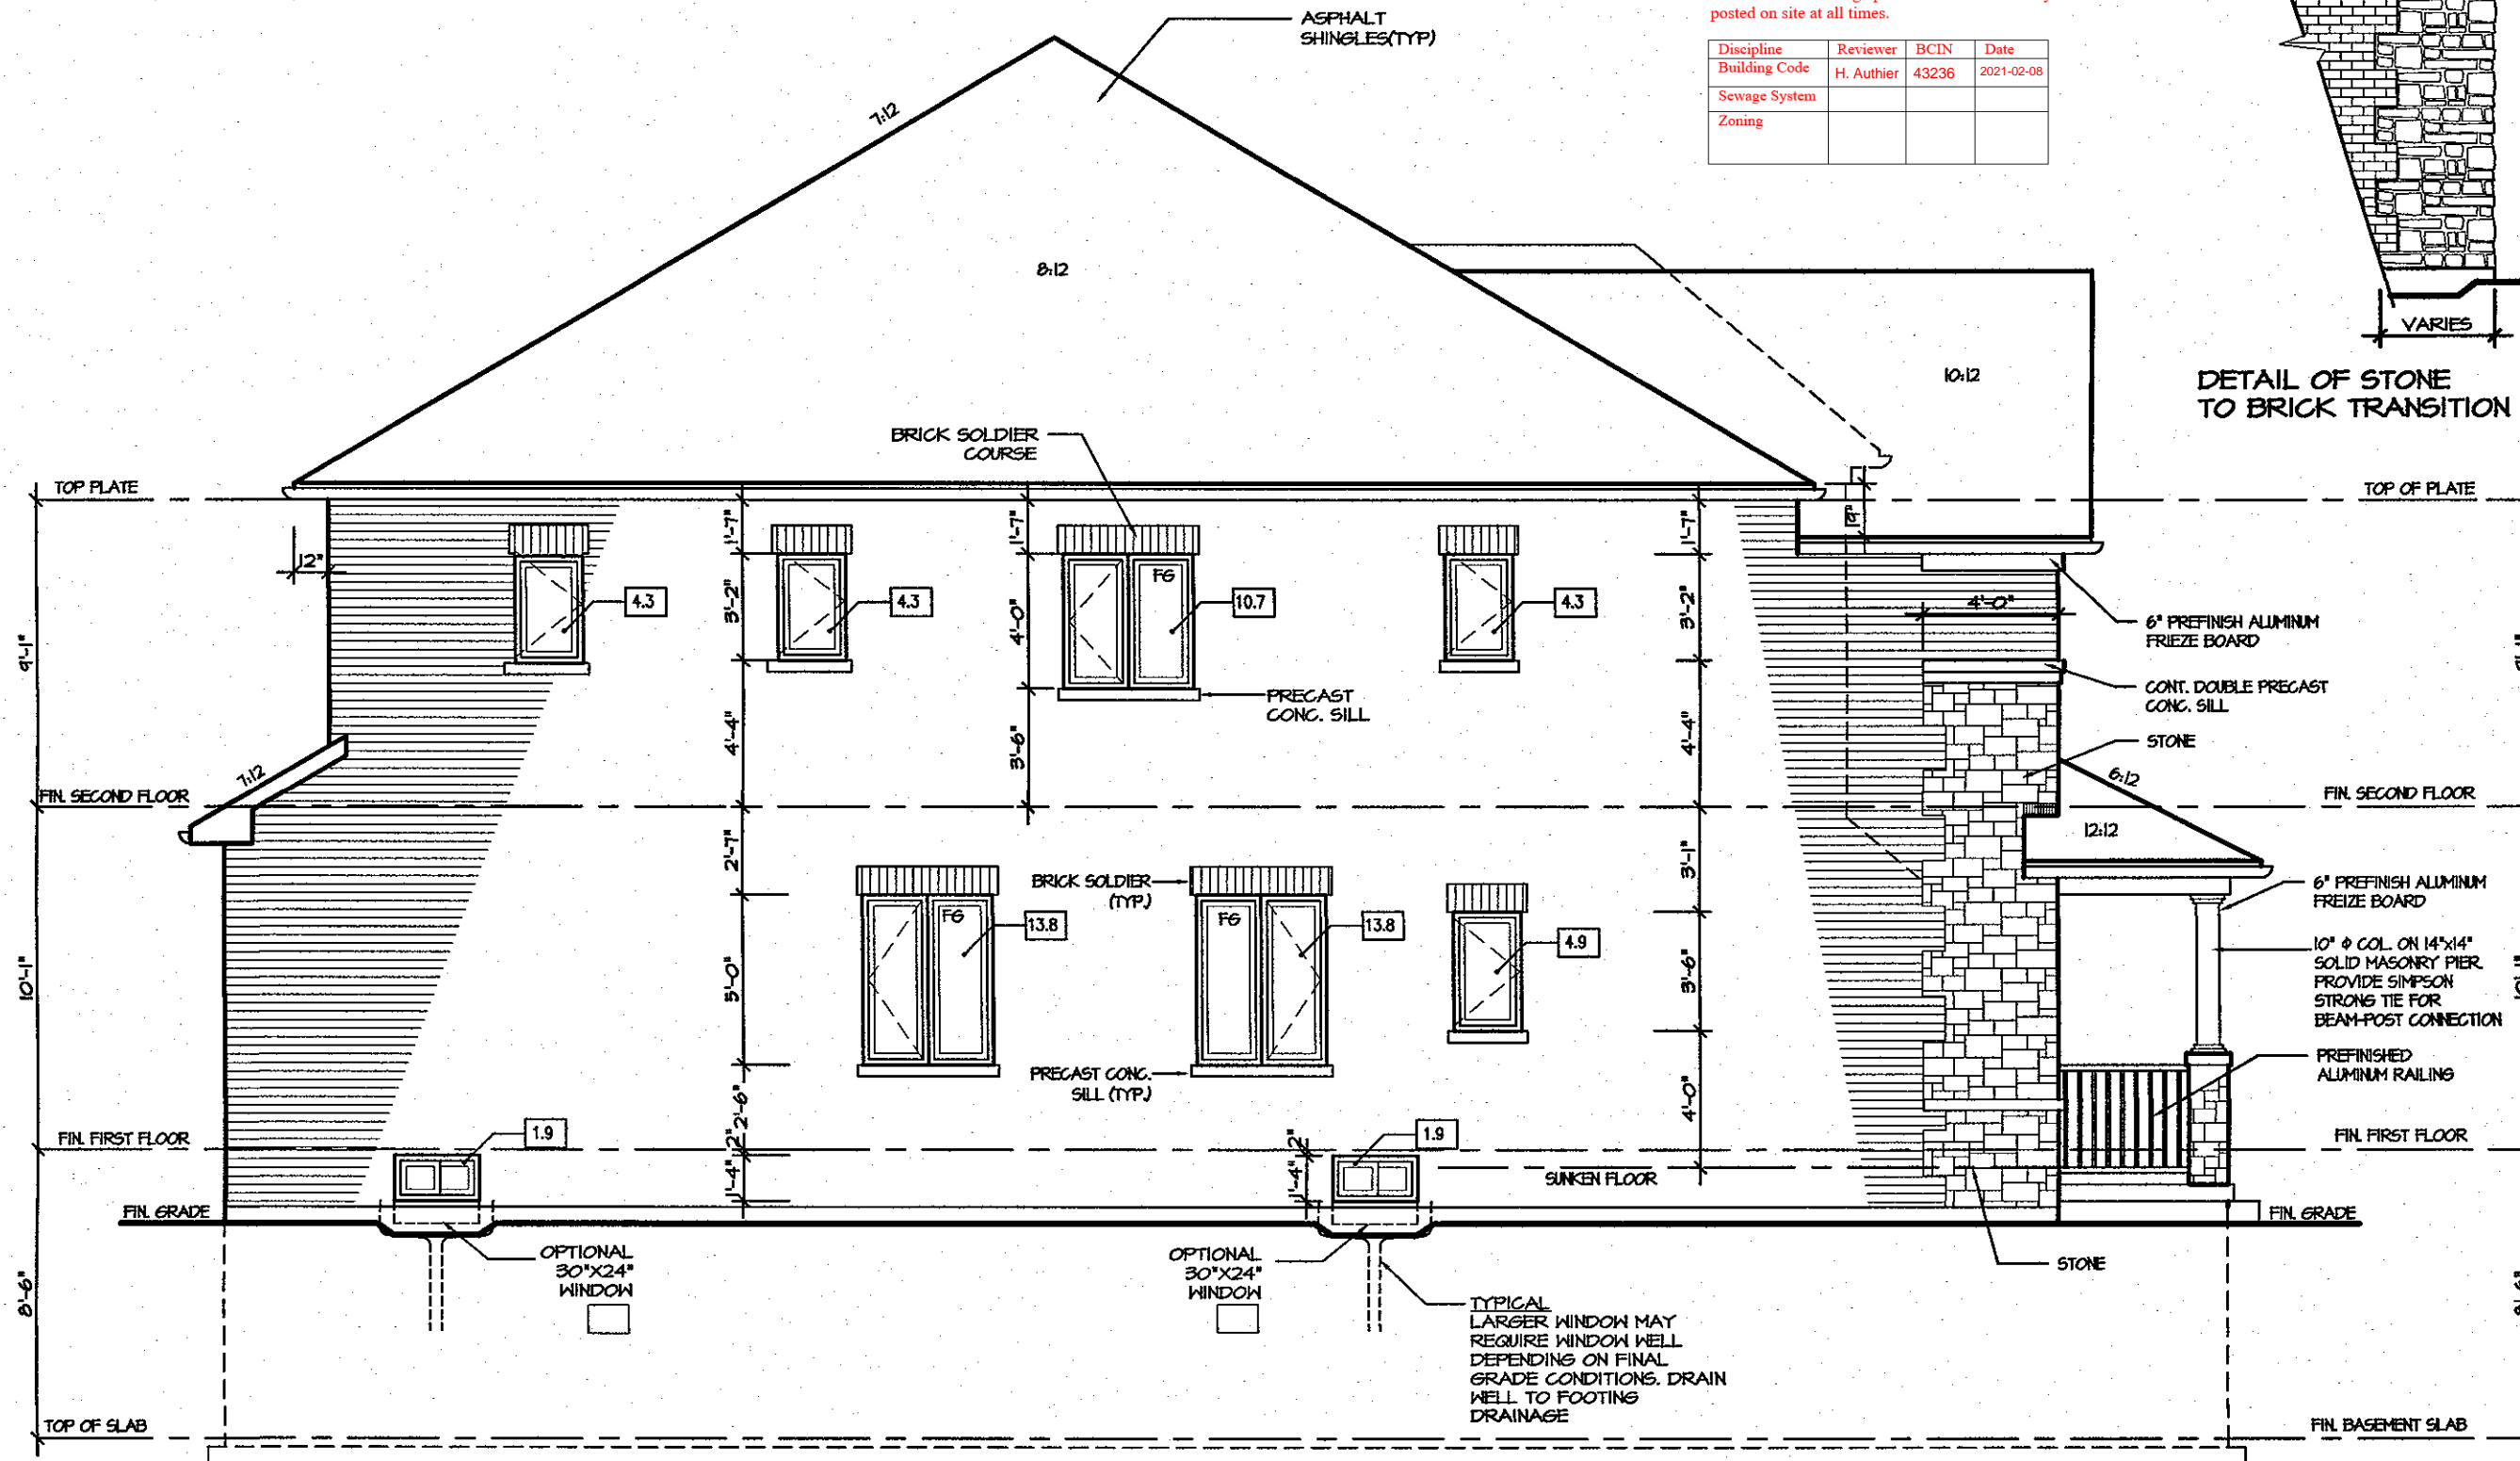 posted on site at all times.
Discipline Reviewer BCIN Date
Building Code H. Authier 43236 2021-02-08
Sewage System
Zoning
ASPHALT
SHINGLES(TYP)
7:12
8:12
10:12
VARIES
DETAIL OF STONE
TO BRICK TRANSITION
BRICK SOLDIER
COURSE
TOP PLATE
TOP OF PLATE
12"
1'-7"
1'-7"
1'-7"
19"
FG
4.3
4.3
10.7
4.3
3'-2"
4'-0"
3'-2"
4'-0"
6" PREFINISH ALUMINUM
FRIEZE BOARD
9'-1"
PRECAST
CONC. SILL
CONT. DOUBLE PRECAST
CONC. SILL
4'-4"
3'-6"
4'-4"
STONE
7:12
6:12
FIN. SECOND FLOOR
FIN. SECOND FLOOR
12:12
2'-7"
3'-1"
BRICK SOLDIER
(TYP.)
6" PREFINISH ALUMINUM
FREIZE BOARD
FG
FG
13.8
13.8
4.9
10" Φ COL. ON 14"x14"
SOLID MASONRY PIER.
PROVIDE SIMPSON
STRONG TIE FOR
BEAM-POST CONNECTION
10'-1"
5'-0"
3'-6"
PRECAST CONC.
SILL (TYP.)
PREFINISHED
ALUMINUM RAILING
2'-6"
4'-0"
FIN. FIRST FLOOR
FIN. FIRST FLOOR
1.9
1.9
2"
2"
1'-4"
1'-4"
SUNKEN FLOOR
FIN. GRADE
FIN. GRADE
OPTIONAL
30"X24"
WINDOW
OPTIONAL
30"X24"
WINDOW
STONE
8'-6"
TYPICAL
LARGER WINDOW MAY
REQUIRE WINDOW WELL
DEPENDING ON FINAL
GRADE CONDITIONS. DRAIN
WELL TO FOOTING
DRAINAGE
TOP OF SLAB
FIN. BASEMENT SLAB